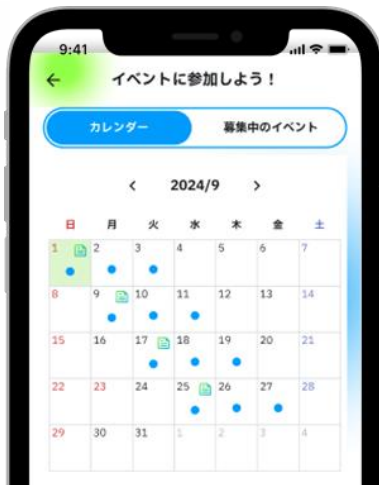 9:41
← イベントに参加しよう！
カレンダー 募集中のイベント
< 2024/9 >
日 月 火 水 木 金 土
1 2 3 4 5 6 7
8 9 10 11 12 13 14
15 16 17 18 19 20 21
22 23 24 25 26 27 28
29 30 31 1 2 3 4